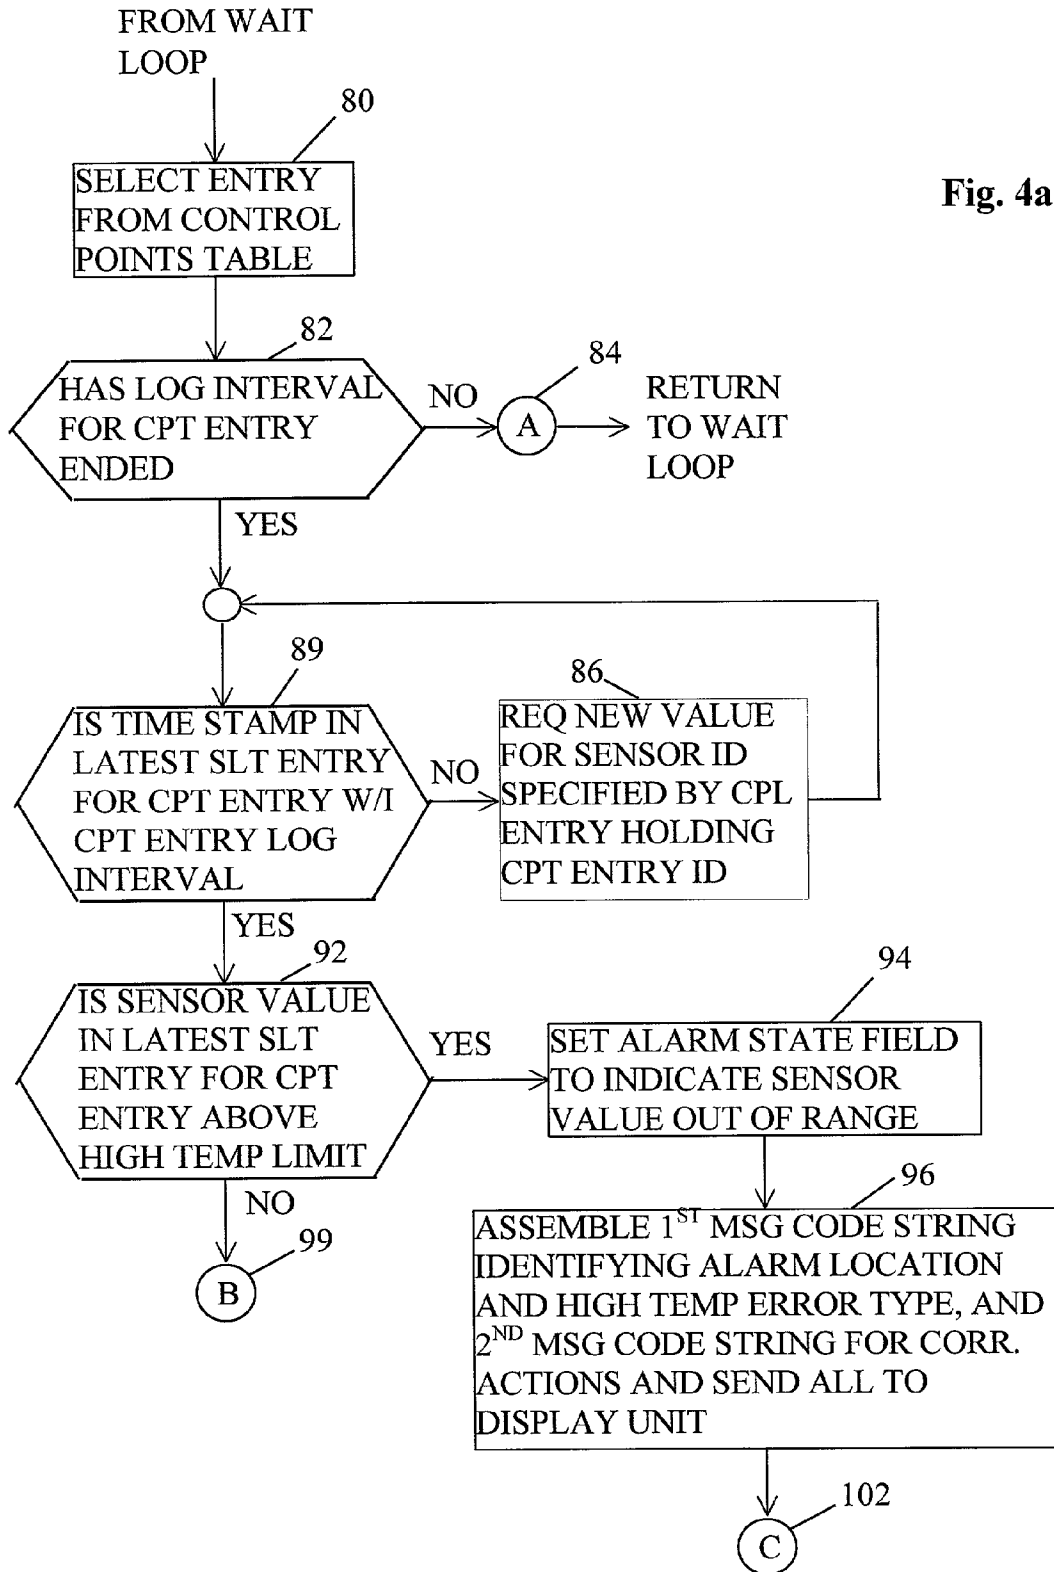 FROM WAIT
LOOP
80
SELECT ENTRY
FROM CONTROL
POINTS TABLE
Fig. 4a
82
HAS LOG INTERVAL
FOR CPT ENTRY
ENDED
NO
84
A
RETURN
TO WAIT
LOOP
YES
89
IS TIME STAMP IN
LATEST SLT ENTRY
FOR CPT ENTRY W/I
CPT ENTRY LOG
INTERVAL
NO
86
REQ NEW VALUE
FOR SENSOR ID
SPECIFIED BY CPL
ENTRY HOLDING
CPT ENTRY ID
YES
92
IS SENSOR VALUE
IN LATEST SLT
ENTRY FOR CPT
ENTRY ABOVE
HIGH TEMP LIMIT
YES
94
SET ALARM STATE FIELD
TO INDICATE SENSOR
VALUE OUT OF RANGE
NO
99
B
96
ASSEMBLE 1ST MSG CODE STRING
IDENTIFYING ALARM LOCATION
AND HIGH TEMP ERROR TYPE, AND
2ND MSG CODE STRING FOR CORR.
ACTIONS AND SEND ALL TO
DISPLAY UNIT
102
C